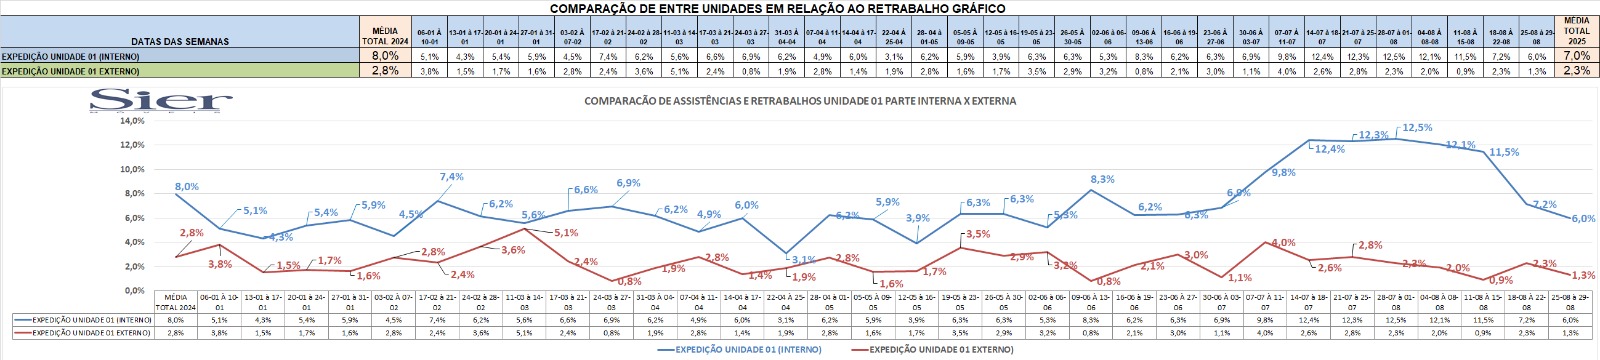 COMPARAÇÃO DE ENTRE UNIDADES EM RELAÇÃO AO RETRABALHO GRÁFICO
DATAS DAS SEMANAS MÉDIA TOTAL 2024 06-01 À 10-01 13-01 à 17-01 20-01 À 24-01 27-01 À 31-01 03-02 À 07-02 17-02 À 21-02 24-02 À 28-02 11-03 À 14-03 17-03 À 21-03 24-03 À 27-03 31-03 À 04-04 07-04 À 11-04 14-04 À 17-04 22-04 À 25-04 28-04 à 01-05 05-05 À 09-05 12-05 À 16-05 19-05 À 23-05 26-05 À 30-05 02-06 À 06-06 09-06 À 13-06 16-06 À 19-06 23-06 À 27-06 30-06 À 03-07 07-07 À 11-07 14-07 À 18-07 21-07 À 25-07 28-07 À 01-08 04-08 À 08-08 11-08 À 15-08 18-08 À 22-08 25-08 À 29-08 MÉDIA TOTAL 2025
EXPEDIÇÃO UNIDADE 01 (INTERNO) 8,0% 5,1% 4,3% 5,4% 5,9% 4,5% 7,4% 6,2% 5,6% 6,6% 6,9% 6,2% 4,9% 6,0% 3,1% 6,2% 5,9% 3,9% 6,3% 6,3% 5,3% 8,3% 6,2% 6,3% 6,9% 9,8% 12,4% 12,3% 12,5% 12,1% 11,5% 7,2% 6,0% 7,0%
EXPEDIÇÃO UNIDADE 01 EXTERNO) 2,8% 3,8% 1,5% 1,7% 1,6% 2,8% 2,4% 3,6% 5,1% 2,4% 0,8% 1,9% 2,8% 1,4% 1,9% 2,8% 1,6% 1,7% 3,5% 2,9% 3,2% 0,8% 2,1% 3,0% 1,1% 4,0% 2,6% 2,8% 2,3% 2,0% 0,9% 2,3% 1,3% 2,3%
Sier
MÓVEIS
COMPARACÃO DE ASSISTÊNCIAS E RETRABALHOS UNIDADE 01 PARTE INTERNA X EXTERNA
14,0%
12,0%
10,0%
8,0%
6,0%
4,0%
2,0%
0,0%
8,0% 5,1% 4,3% 5,4% 5,9% 4,5% 7,4% 6,2% 5,6% 6,6% 6,9% 6,2% 4,9% 6,0% 3,1% 6,2% 5,9% 3,9% 6,3% 6,3% 5,3% 8,3% 6,2% 6,3% 6,9% 9,8% 12,4% 12,3% 12,5% 12,1% 11,5% 7,2% 6,0%
2,8% 3,8% 1,5% 1,7% 1,6% 2,8% 2,4% 3,6% 5,1% 2,4% 0,8% 1,9% 2,8% 1,4% 1,9% 2,8% 1,6% 1,7% 3,5% 2,9% 3,2% 0,8% 2,1% 3,0% 1,1% 4,0% 2,6% 2,8% 2,3% 2,0% 0,9% 2,3% 1,3%
MÉDIA TOTAL 2024 06-01 À 10-01 13-01 à 17-01 20-01 À 24-01 27-01 À 31-01 03-02 À 07-02 17-02 À 21-02 24-02 À 28-02 11-03 À 14-03 17-03 À 21-03 24-03 À 27-03 31-03 À 04-04 07-04 À 11-04 14-04 À 17-04 22-04 À 25-04 28-04 à 01-05 05-05 À 09-05 12-05 À 16-05 19-05 À 23-05 26-05 À 30-05 02-06 À 06-06 09-06 À 13-06 16-06 À 19-06 23-06 À 27-06 30-06 À 03-07 07-07 À 11-07 14-07 À 18-07 21-07 À 25-07 28-07 À 01-08 04-08 À 08-08 11-08 À 15-08 18-08 À 22-08 25-08 à 29-08
EXPEDIÇÃO UNIDADE 01 (INTERNO) 8,0% 5,1% 4,3% 5,4% 5,9% 4,5% 7,4% 6,2% 5,6% 6,6% 6,9% 6,2% 4,9% 6,0% 3,1% 6,2% 5,9% 3,9% 6,3% 6,3% 5,3% 8,3% 6,2% 6,3% 6,9% 9,8% 12,4% 12,3% 12,5% 12,1% 11,5% 7,2% 6,0%
EXPEDIÇÃO UNIDADE 01 EXTERNO) 2,8% 3,8% 1,5% 1,7% 1,6% 2,8% 2,4% 3,6% 5,1% 2,4% 0,8% 1,9% 2,8% 1,4% 1,9% 2,8% 1,6% 1,7% 3,5% 2,9% 3,2% 0,8% 2,1% 3,0% 1,1% 4,0% 2,6% 2,8% 2,3% 2,0% 0,9% 2,3% 1,3%
EXPEDIÇÃO UNIDADE 01 (INTERNO) EXPEDIÇÃO UNIDADE 01 EXTERNO)